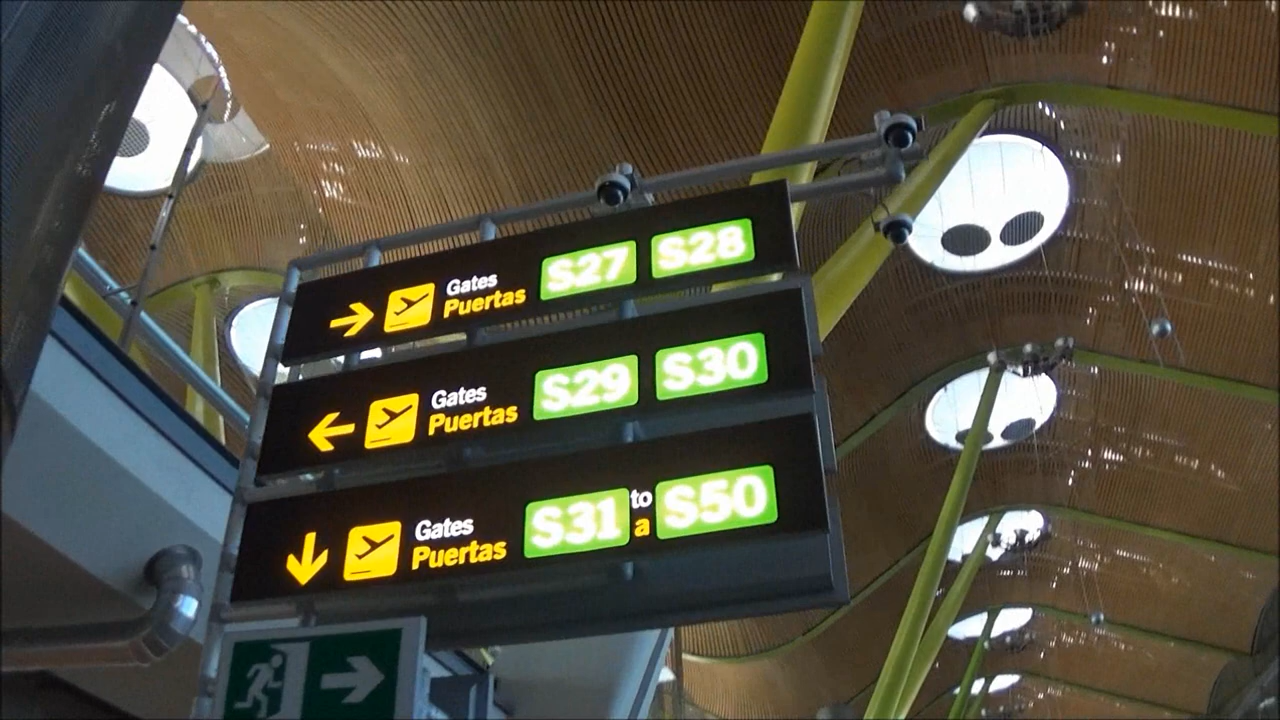 Gates
Puertas S27 S28
Gates
Puertas S29 S30
Gates
Puertas S31 to
a S50